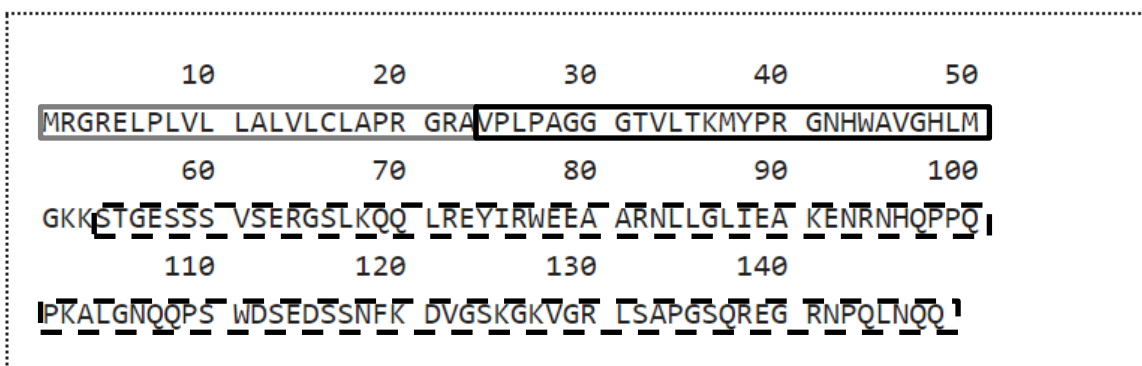 10 20 30 40 50
MRGRELPLVL LALVLCLAPR GRAVPLPAGG GTVLTKMYPR GNHWAVGHLM
60 70 80 90 100
GKKSTGESSS VSERGSLKQQ LREYIRWEEA ARNLLGLIEA KENRNHQPPQ
110 120 130 140
PKALGNQQPS WDSEDSSNFK DVGSKGKVGR LSAPGSQREG RNPQLNQQ